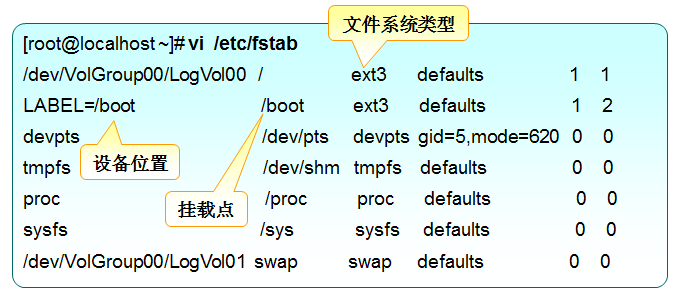 文件系统类型
[root@localhost ~]# vi /etc/fstab
/dev/VolGroup00/LogVol00 / ext3 defaults 1 1
LABEL=/boot /boot ext3 defaults 1 2
devpts /dev/pts devpts gid=5,mode=620 0 0
设备位置
tmpfs /dev/shm tmpfs defaults 0 0
挂载点
proc /proc proc defaults 0 0
sysfs /sys sysfs defaults 0 0
/dev/VolGroup00/LogVol01 swap swap defaults 0 0